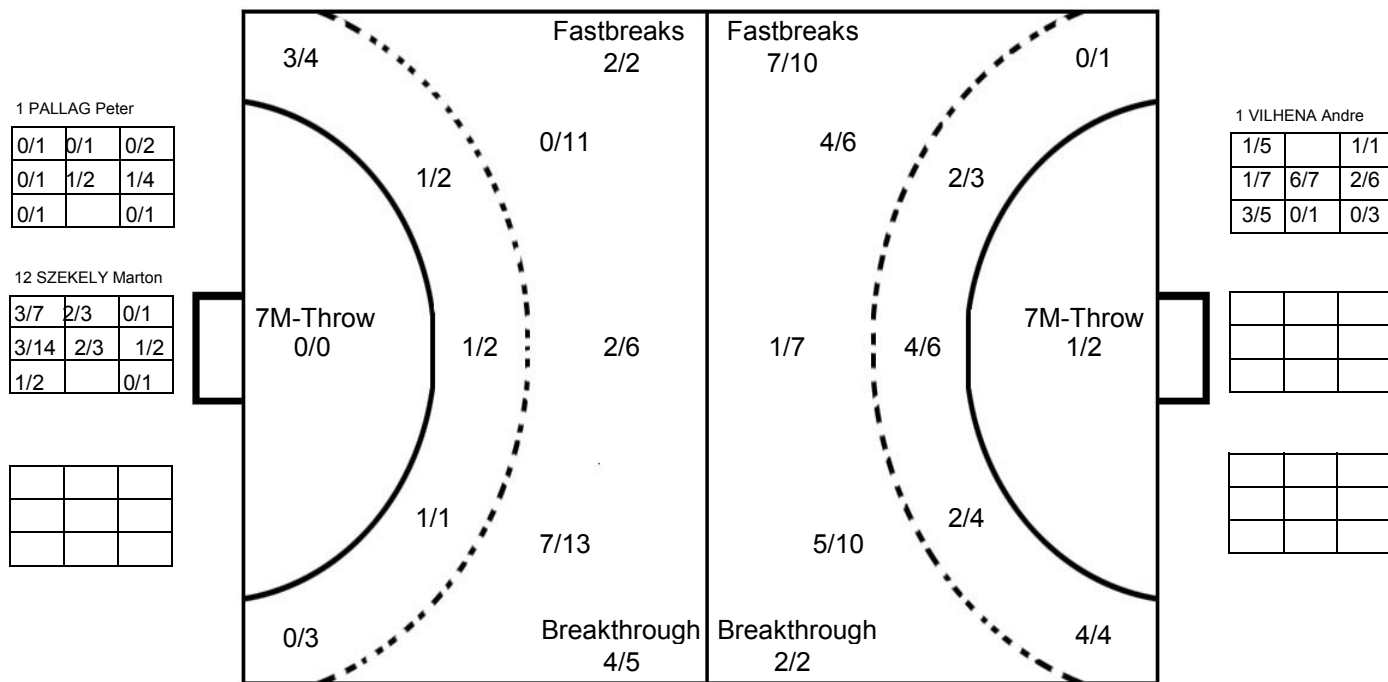 Fastbreaks Fastbreaks
3/4 2/2 7/10 0/1
1 PALLAG Peter
0/1 0/1 0/2
0/1 1/2 1/4
0/1 0/1
1 VILHENA Andre
1/5 1/1
1/7 6/7 2/6
3/5 0/1 0/3
0/11 4/6
1/2 2/3
12 SZEKELY Marton
3/7 2/3 0/1
3/14 2/3 1/2
1/2 0/1
7M-Throw 7M-Throw
0/0 1/2 2/6 1/7 4/6 1/2
1/1 2/4
7/13 5/10
0/3 Breakthrough Breakthrough 4/4
4/5 2/2